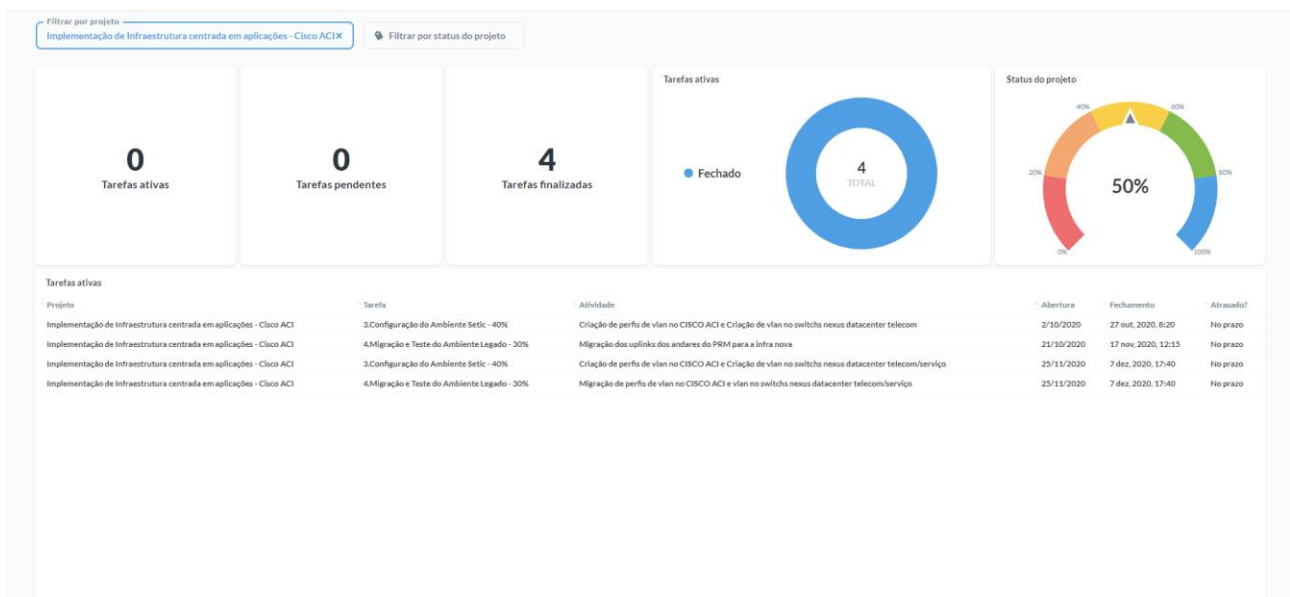 Filtrar por projeto
Implementação de Infraestrutura centrada em aplicações - Cisco ACI×
Filtrar por status do projeto
0
Tarefas ativas
0
Tarefas pendentes
4
Tarefas finalizadas
Tarefas ativas
Fechado
4
TOTAL
Status do projeto
0%
20%
40%
60%
80%
100%
50%
Tarefas ativas
Projeto Tarefa Atividade Abertura Fechamento Atrasado?
Implementação de Infraestrutura centrada em aplicações - Cisco ACI 3.Configuração do Ambiente Setic - 40% Criação de perfis de vlan no CISCO ACI e Criação de vlan no switchs nexus datacenter telecom 2/10/2020 27 out, 2020, 8:20 No prazo
Implementação de Infraestrutura centrada em aplicações - Cisco ACI 4.Migração e Teste do Ambiente Legado - 30% Migração dos uplinks dos andares do PRM para a infra nova 21/10/2020 17 nov, 2020, 12:15 No prazo
Implementação de Infraestrutura centrada em aplicações - Cisco ACI 3.Configuração do Ambiente Setic - 40% Criação de perfis de vlan no CISCO ACI e Criação de vlan no switchs nexus datacenter telecom/serviço 25/11/2020 7 dez, 2020, 17:40 No prazo
Implementação de Infraestrutura centrada em aplicações - Cisco ACI 4.Migração e Teste do Ambiente Legado - 30% Migração de perfis de vlan no CISCO ACI e vlan no switchs nexus datacenter telecom/serviço 25/11/2020 7 dez, 2020, 17:40 No prazo